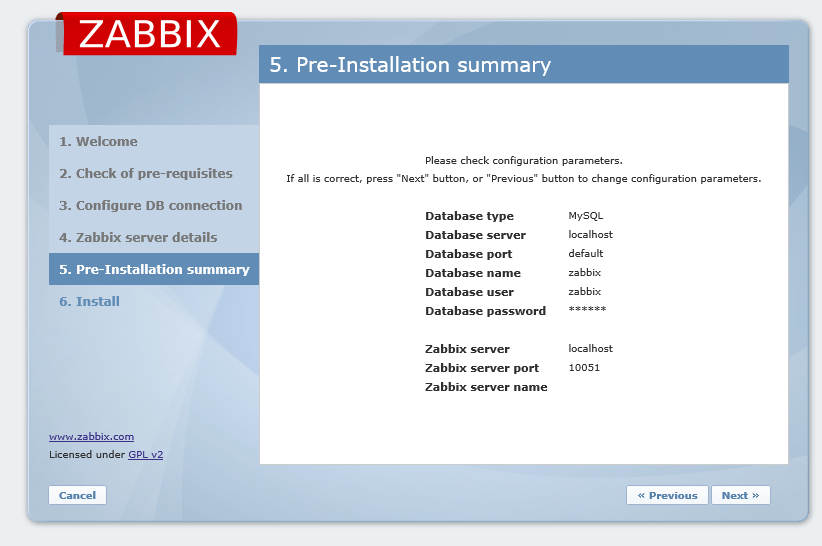 ZABBIX
5. Pre-Installation summary
1. Welcome
2. Check of pre-requisites
3. Configure DB connection
4. Zabbix server details
5. Pre-Installation summary
6. Install
Please check configuration parameters.
If all is correct, press "Next" button, or "Previous" button to change configuration parameters.
Database type MySQL
Database server localhost
Database port default
Database name zabbix
Database user zabbix
Database password ******
Zabbix server localhost
Zabbix server port 10051
Zabbix server name
www.zabbix.com
Licensed under GPL v2
Cancel
« Previous
Next »